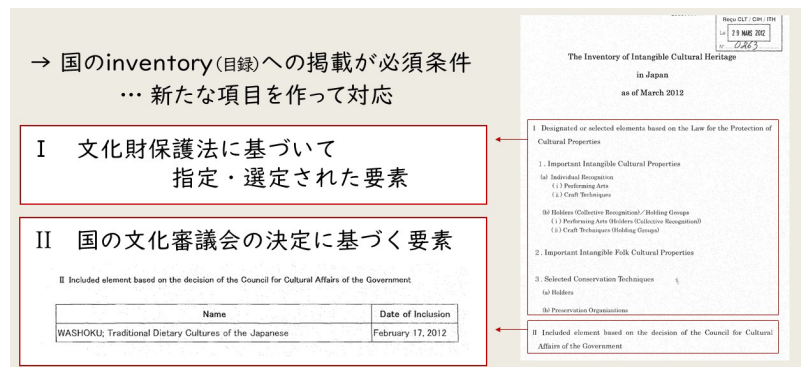 → 国のinventory(目録)への掲載が必須条件
… 新たな項目を作って対応
I 文化財保護法に基づいて
指定・選定された要素
II 国の文化審議会の決定に基づく要素
II Included element based on the decision of the Council for Cultural Affairs of the Government
Name Date of Inclusion
WASHOKU; Traditional Dietary Cultures of the Japanese February 17, 2012
Reçu CLT / CIH / ITH
Le 29 MARS 2012
N° 0263
The Inventory of Intangible Cultural Heritage
in Japan
as of March 2012
I Designated or selected elements based on the Law for the Protection of
Cultural Properties
1. Important Intangible Cultural Properties
(a) Individual Recognition
(i) Performing Arts
(ii) Craft Techniques
(b) Holders (Collective Recognition)/Holding Groups
(i) Performing Arts (Holders (Collective Recognition))
(ii) Craft Techniques (Holding Groups)
2. Important Intangible Folk Cultural Properties
3. Selected Conservation Techniques
(a) Holders
(b) Preservation Organizations
II Included element based on the decision of the Council for Cultural
Affairs of the Government